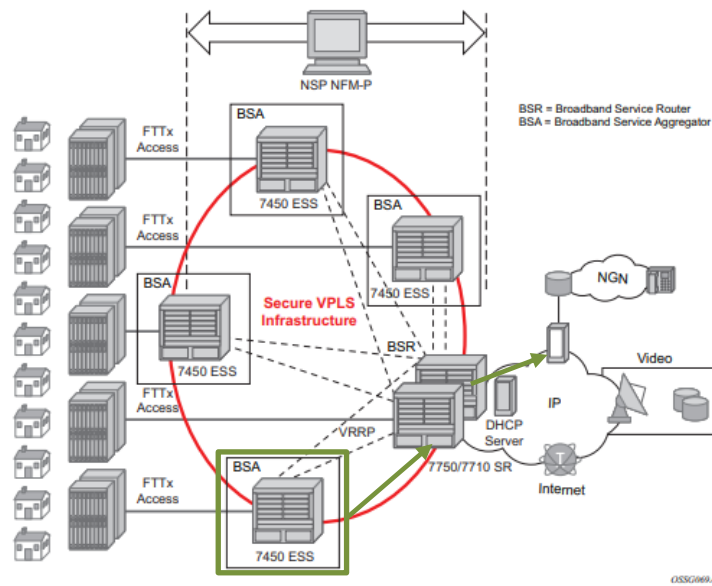 NSP NFM-P
BSR = Broadband Service Router
BSA = Broadband Service Aggregator
BSA
FTTx
Access
7450 ESS
BSA
FTTx
Access
7450 ESS
NGN
BSA
Secure VPLS
Infrastructure
FTTx
Access
7450 ESS
BSR
Video
IP
DHCP
Server
FTTx
Access
VRRP
7750/7710 SR
T
Internet
BSA
FTTx
Access
7450 ESS